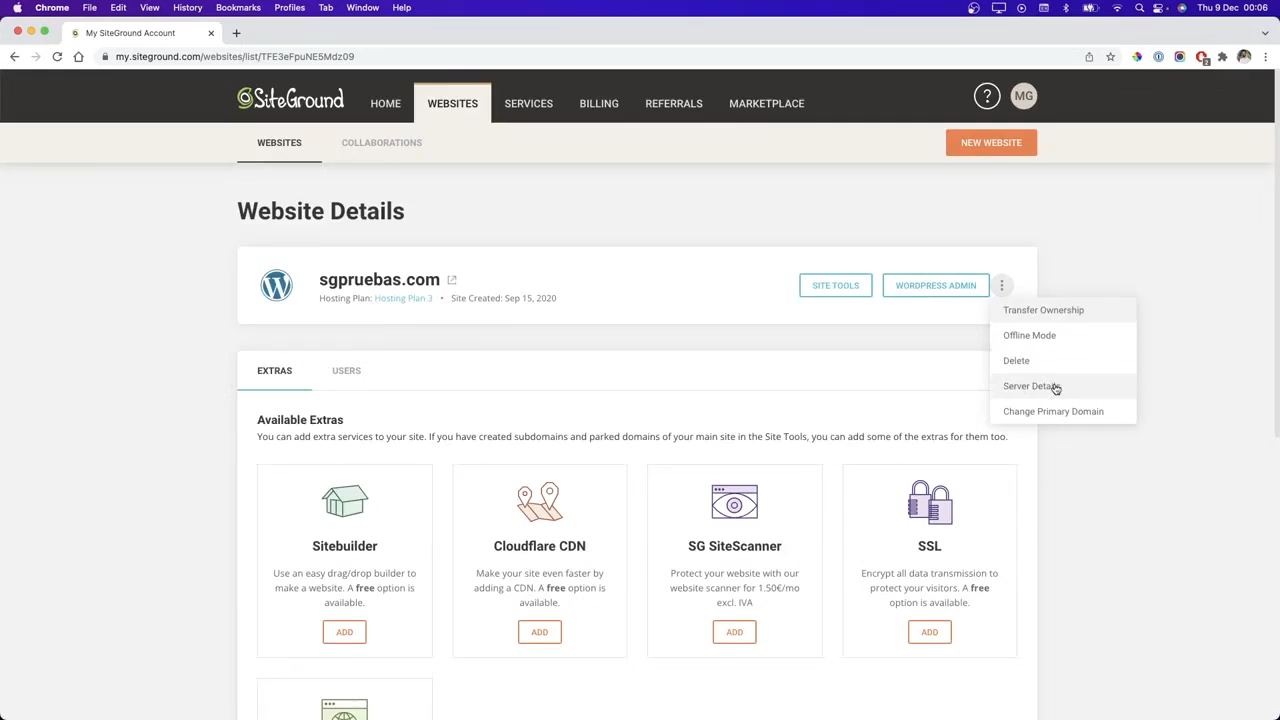 Chrome File Edit View History Bookmarks Profiles Tab Window Help
Thu 9 Dec 00:06
My SiteGround Account
my.siteground.com/websites/list/TFE3eFpuNE5Mdz09
2
SiteGround
HOME
WEBSITES
SERVICES
BILLING
REFERRALS
MARKETPLACE
?
MG
WEBSITES
COLLABORATIONS
NEW WEBSITE
Website Details
sgpruebas.com
Hosting Plan: Hosting Plan 3 • Site Created: Sep 15, 2020
SITE TOOLS
WORDPRESS ADMIN
Transfer Ownership
Offline Mode
Delete
Server Details
Change Primary Domain
EXTRAS
USERS
Available Extras
You can add extra services to your site. If you have created subdomains and parked domains of your main site in the Site Tools, you can add some of the extras for them too.
Sitebuilder
Use an easy drag/drop builder to
make a website. A free option is
available.
ADD
Cloudflare CDN
Make your site even faster by
adding a CDN. A free option is
available.
ADD
SG SiteScanner
Protect your website with our
website scanner for 1.50€/mo
excl. IVA
ADD
SSL
Encrypt all data transmission to
protect your visitors. A free
option is available.
ADD